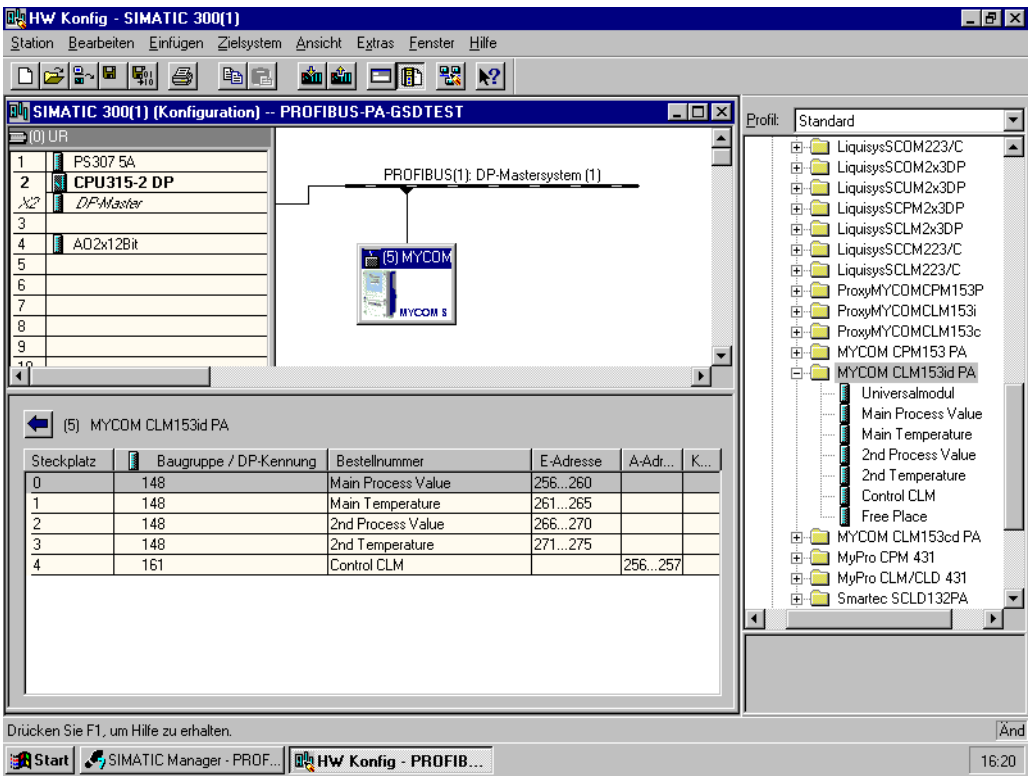 HW Konfig - SIMATIC 300(1)
Station Bearbeiten Einfügen Zielsystem Ansicht Extras Fenster Hilfe
SIMATIC 300(1) (Konfiguration) -- PROFIBUS-PA-GSDTEST
(0) UR
1 PS307 5A
2 CPU315-2 DP
X2 DP-Master
3
4 AO2x12Bit
5
6
7
8
9
10
PROFIBUS(1): DP-Mastersystem (1)
(5) MYCOM
MYCOM S
(5) MYCOM CLM153id PA
Steckplatz Baugruppe / DP-Kennung Bestellnummer E-Adresse A-Adr... K...
0 148 Main Process Value 256...260
1 148 Main Temperature 261...265
2 148 2nd Process Value 266...270
3 148 2nd Temperature 271...275
4 161 Control CLM 256...257
Profil: Standard
LiquisysSCOM223/C
LiquisysSCOM2x3DP
LiquisysSCUM2x3DP
LiquisysSCPM2x3DP
LiquisysSCLM2x3DP
LiquisysSCCM223/C
LiquisysSCLM223/C
ProxyMYCOMCPM153P
ProxyMYCOMCLM153i
ProxyMYCOMCLM153c
MYCOM CPM153 PA
MYCOM CLM153id PA
Universalmodul
Main Process Value
Main Temperature
2nd Process Value
2nd Temperature
Control CLM
Free Place
MYCOM CLM153cd PA
MyPro CPM 431
MyPro CLM/CLD 431
Smartec SCLD132PA
Drücken Sie F1, um Hilfe zu erhalten.
Änd
Start SIMATIC Manager - PROF... HW Konfig - PROFIB... 16:20